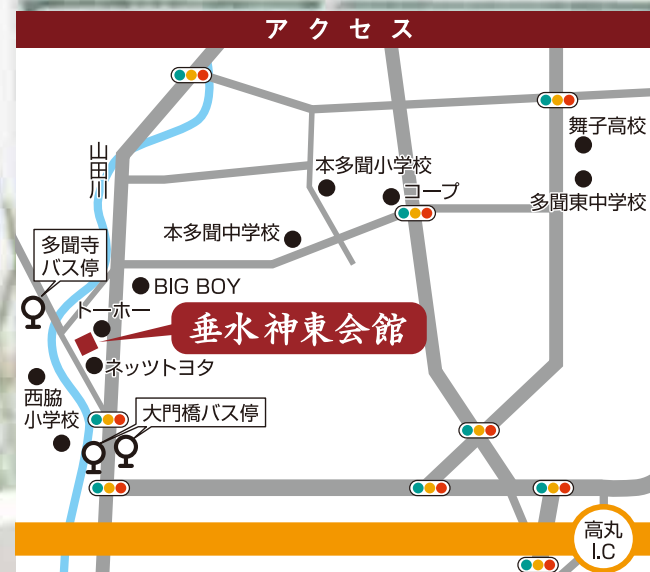 アクセス
山田川
舞子高校
本多聞小学校
コープ
多聞東中学校
本多聞中学校
多聞寺
バス停
BIG BOY
トーホー
垂水神東会館
ネッツトヨタ
西脇
小学校
大門橋バス停
高丸
I.C